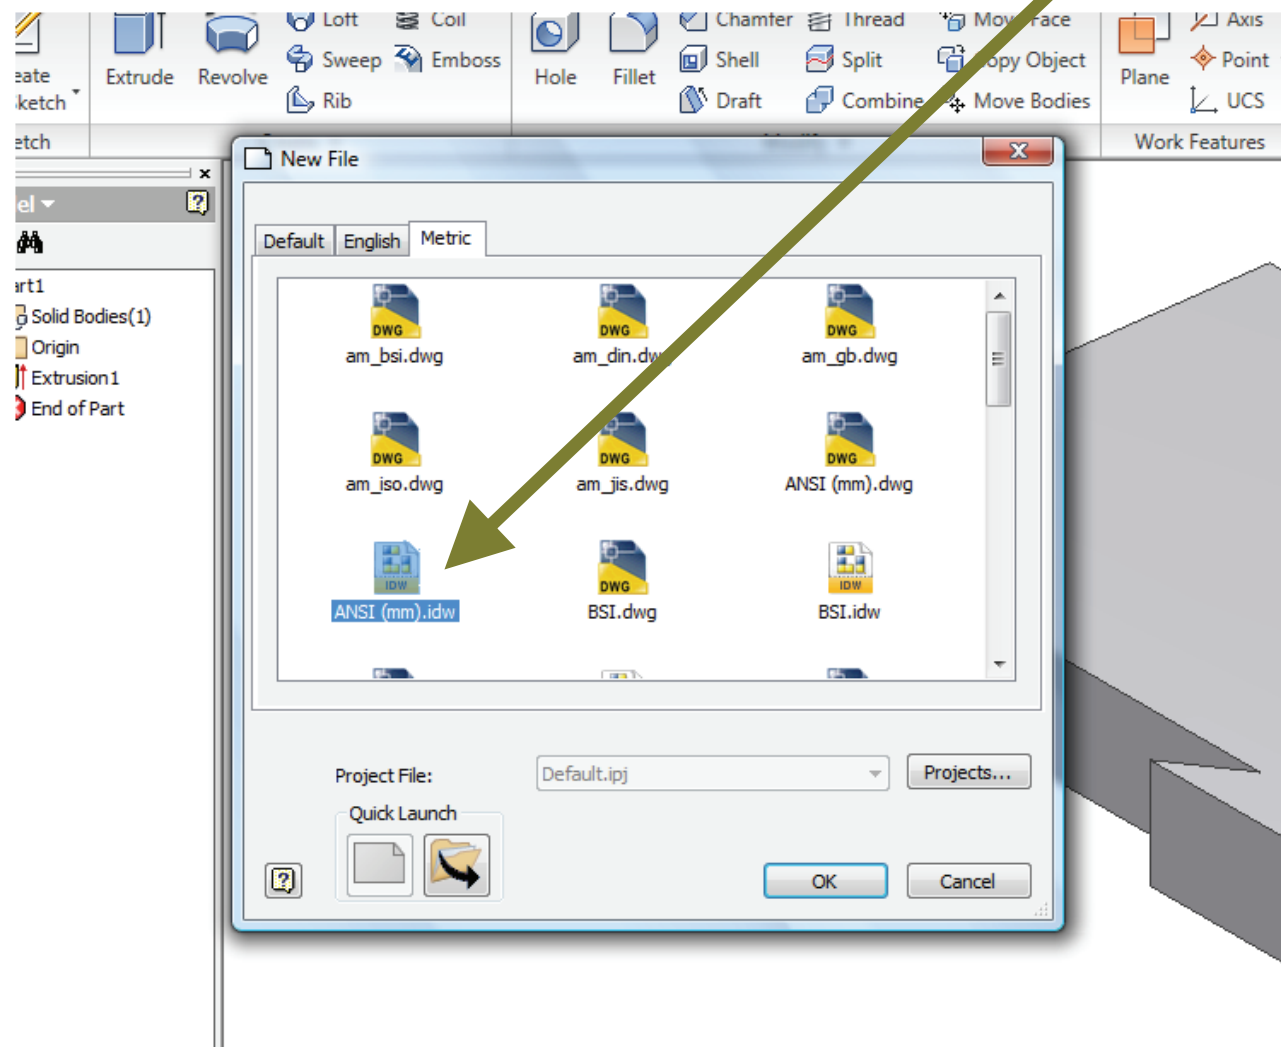 Loft Coil Chamfer Thread Move Face Axis
eate Extrude Revolve Sweep Emboss Hole Fillet Shell Split Copy Object Plane Point
ketch Rib Draft Combine Move Bodies UCS
etch Work Features
New File
el
Default English Metric
art1
Solid Bodies(1)
Origin
Extrusion1
End of Part
DWG DWG DWG
am_bsi.dwg am_din.dwg am_gb.dwg
DWG DWG DWG
am_iso.dwg am_jis.dwg ANSI (mm).dwg
IDW DWG IDW
ANSI (mm).idw BSI.dwg BSI.idw
Project File: Default.ipj Projects...
Quick Launch
OK Cancel